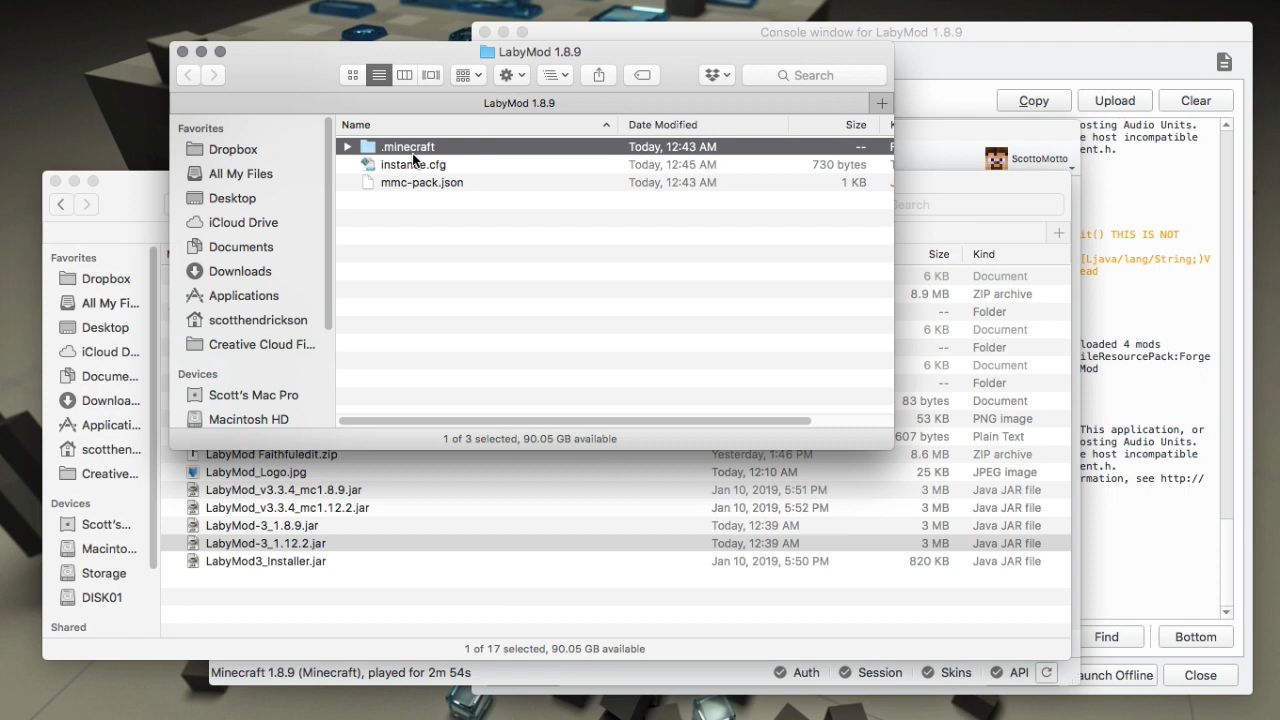 Console window for LabyMod 1.8.9
Copy
Upload
Clear
osting Audio Units.
e host incompatible
ent.h.
ScottoMotto
it() THIS IS NOT
[Ljava/lang/String;)V
ead
loaded 4 mods
ileResourcePack:Forge
Mod
This application, or
osting Audio Units.
e host incompatible
ent.h.
rmation, see http://
Find
Bottom
aunch Offline
Close
LabyMod 1.8.9
Search
LabyMod 1.8.9
Favorites
Dropbox
All My Files
Desktop
iCloud Drive
Documents
Downloads
Applications
scotthendrickson
Creative Cloud Fi...
Devices
Scott's Mac Pro
Macintosh HD
Name Date Modified Size
.minecraft Today, 12:43 AM --
instance.cfg Today, 12:45 AM 730 bytes
mmc-pack.json Today, 12:43 AM 1 KB
1 of 3 selected, 90.05 GB available
Favorites
Dropbox
All My Fi...
Desktop
iCloud D...
Docume...
Downloa...
Applicati...
scotthen...
Creative...
Devices
Scott's...
Macinto...
Storage
DISK01
Shared
Search
Size Kind
6 KB Document
8.9 MB ZIP archive
-- Folder
6 KB Document
-- Folder
6 KB Document
-- Folder
83 bytes Document
53 KB PNG image
607 bytes Plain Text
LabyMod Faithfuledit.zip Yesterday, 1:46 PM 8.6 MB ZIP archive
LabyMod_Logo.jpg Today, 12:10 AM 25 KB JPEG image
LabyMod_v3.3.4_mc1.8.9.jar Jan 10, 2019, 5:51 PM 3 MB Java JAR file
LabyMod_v3.3.4_mc1.12.2.jar Jan 10, 2019, 5:52 PM 3 MB Java JAR file
LabyMod-3_1.8.9.jar Today, 12:39 AM 3 MB Java JAR file
LabyMod-3_1.12.2.jar Today, 12:39 AM 3 MB Java JAR file
LabyMod3_Installer.jar Jan 10, 2019, 5:50 PM 820 KB Java JAR file
1 of 17 selected, 90.05 GB available
Minecraft 1.8.9 (Minecraft), played for 2m 54s
Auth
Session
Skins
API